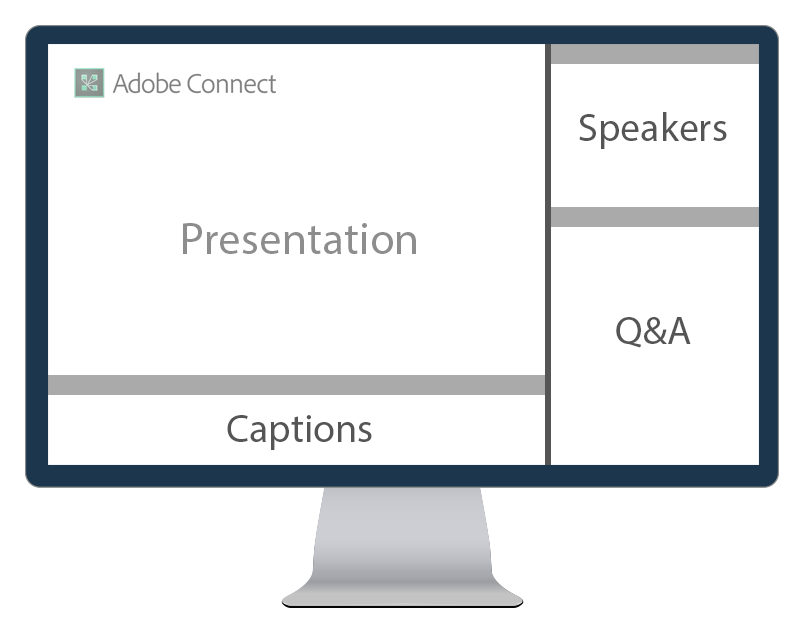 Adobe Connect
Presentation
Captions
Speakers
Q&A